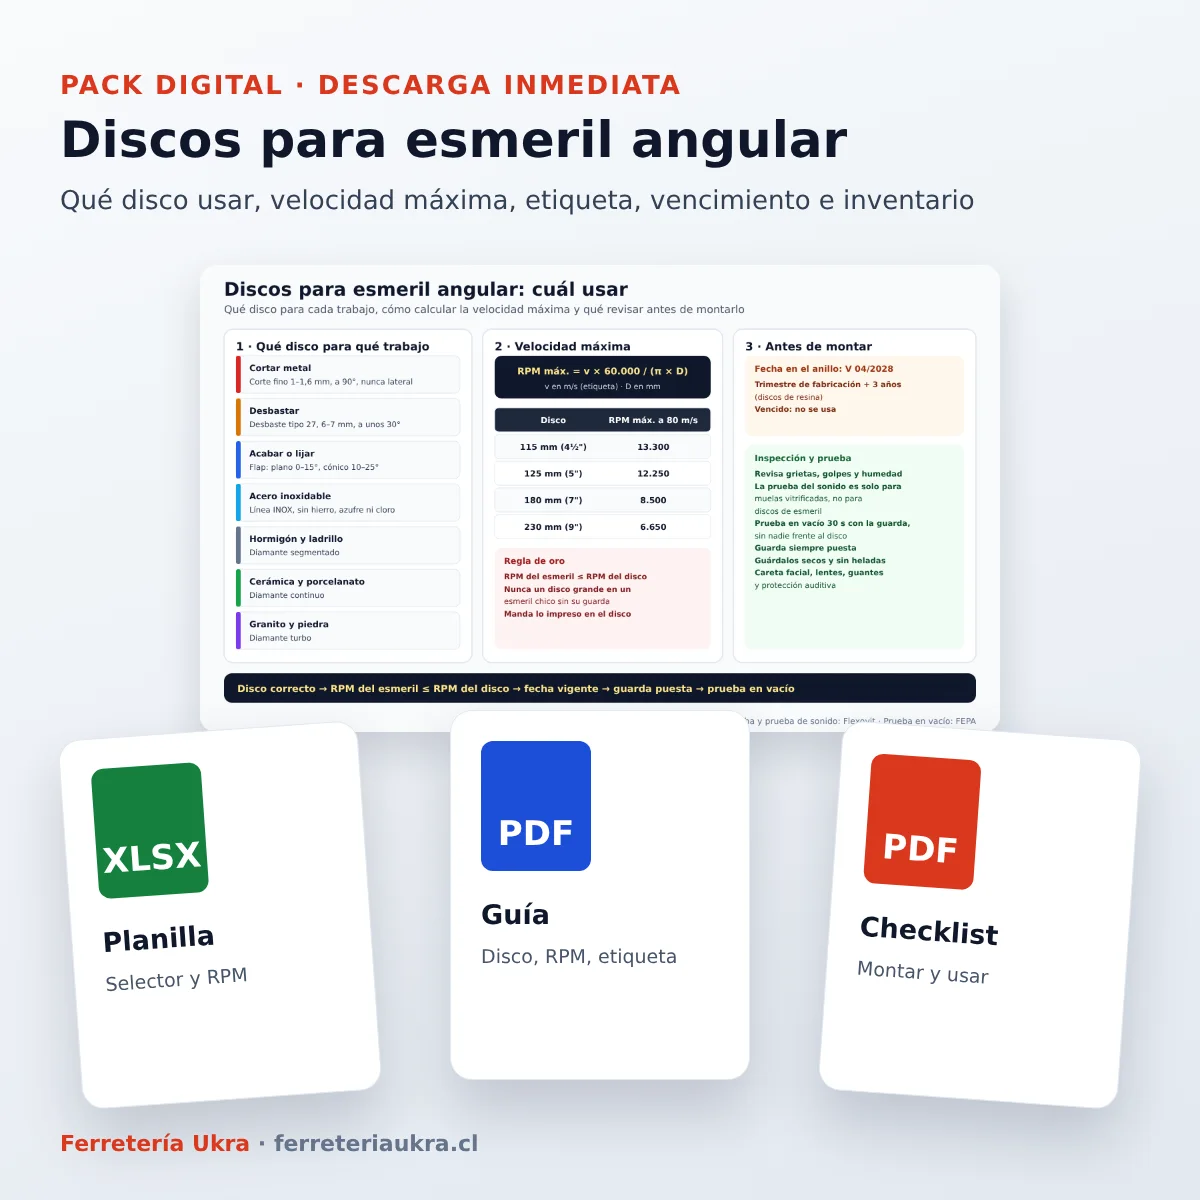 PACK DIGITAL · DESCARGA INMEDIATA
Discos para esmeril angular
Qué disco usar, velocidad máxima, etiqueta, vencimiento e inventario
Discos para esmeril angular: cuál usar
Qué disco para cada trabajo, cómo calcular la velocidad máxima y qué revisar antes de montarlo
1 · Qué disco para qué trabajo
Cortar metal
Corte fino 1–1,6 mm, a 90°, nunca lateral
Desbastar
Desbaste tipo 27, 6–7 mm, a unos 30°
Acabar o lijar
Flap: plano 0–15°, cónico 10–25°
Acero inoxidable
Línea INOX, sin hierro, azufre ni cloro
Hormigón y ladrillo
Diamante segmentado
Cerámica y porcelanato
Diamante continuo
Granito y piedra
Diamante turbo
2 · Velocidad máxima
RPM máx. = v × 60.000 / (π × D)
v en m/s (etiqueta) · D en mm
Disco RPM máx. a 80 m/s
115 mm (4½") 13.300
125 mm (5") 12.250
180 mm (7") 8.500
230 mm (9") 6.650
Regla de oro
RPM del esmeril ≤ RPM del disco
Nunca un disco grande en un
esmeril chico sin su guarda
Manda lo impreso en el disco
3 · Antes de montar
Fecha en el anillo: V 04/2028
Trimestre de fabricación + 3 años
(discos de resina)
Vencido: no se usa
Inspección y prueba
Revisa grietas, golpes y humedad
La prueba del sonido es solo para
muelas vitrificadas, no para
discos de esmeril
Prueba en vacío 30 s con la guarda,
sin nadie frente al disco
Guarda siempre puesta
Guárdalos secos y sin heladas
Careta facial, lentes, guantes
y protección auditiva
Disco correcto → RPM del esmeril ≤ RPM del disco → fecha vigente → guarda puesta → prueba en vacío
y prueba de sonido: Flexovit · Prueba en vacío: FEPA
XLSX
Planilla
Selector y RPM
PDF
Guía
Disco, RPM, etiqueta
PDF
Checklist
Montar y usar
Ferretería Ukra · ferreteriaukra.cl